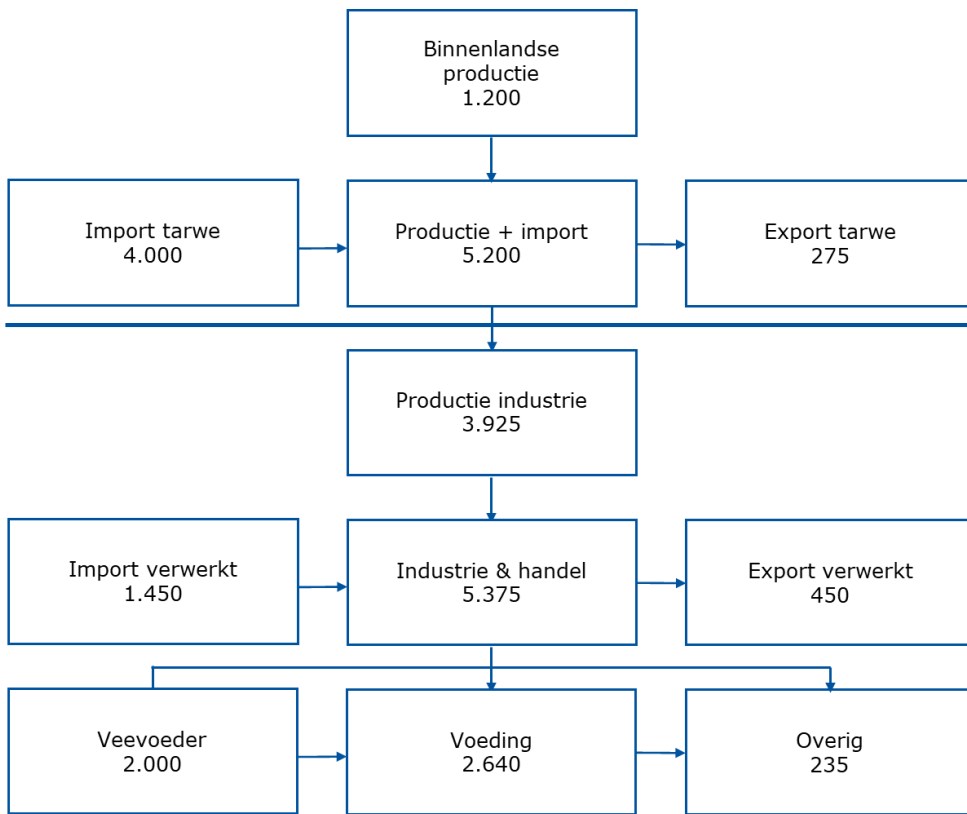 Binnenlandse
productie
1.200
Import tarwe
4.000
Productie + import
5.200
Export tarwe
275
Productie industrie
3.925
Import verwerkt
1.450
Industrie & handel
5.375
Export verwerkt
450
Veevoeder
2.000
Voeding
2.640
Overig
235